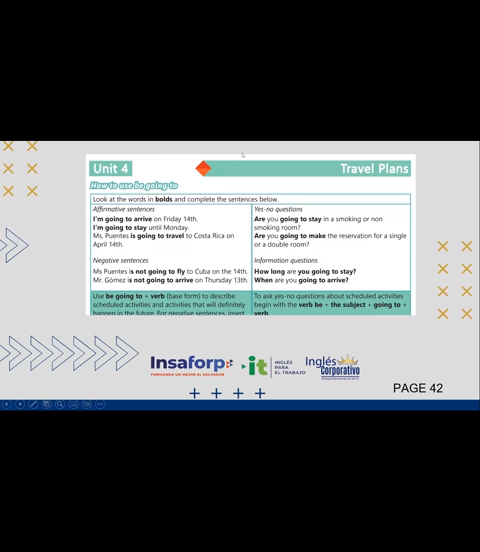 Unit 4
Travel Plans
How to use be going to
Look at the words in bolds and complete the sentences below.
Affirmative sentences
I'm going to arrive on Friday 14th.
I'm going to stay until Monday.
Ms. Puentes is going to travel to Costa Rica on
April 14th.
Negative sentences
Ms Puentes is not going to fly to Cuba on the 14th.
Mr. Gómez is not going to arrive on Thursday 13th.
Use be going to + verb (base form) to describe
scheduled activities and activities that will definitely
happen in the future. For negative sentences, insert
Yes-no questions
Are you going to stay in a smoking or non
smoking room?
Are you going to make the reservation for a single
or a double room?
Information questions
How long are you going to stay?
When are you going to arrive?
To ask yes-no questions about scheduled activities
begin with the verb be + the subject + going to +
verb.
Insaforp
FORMANDO UN MEJOR EL SALVADOR
it
INGLÉS
PARA
EL TRABAJO
Inglés
Corporativo
PAGE 42